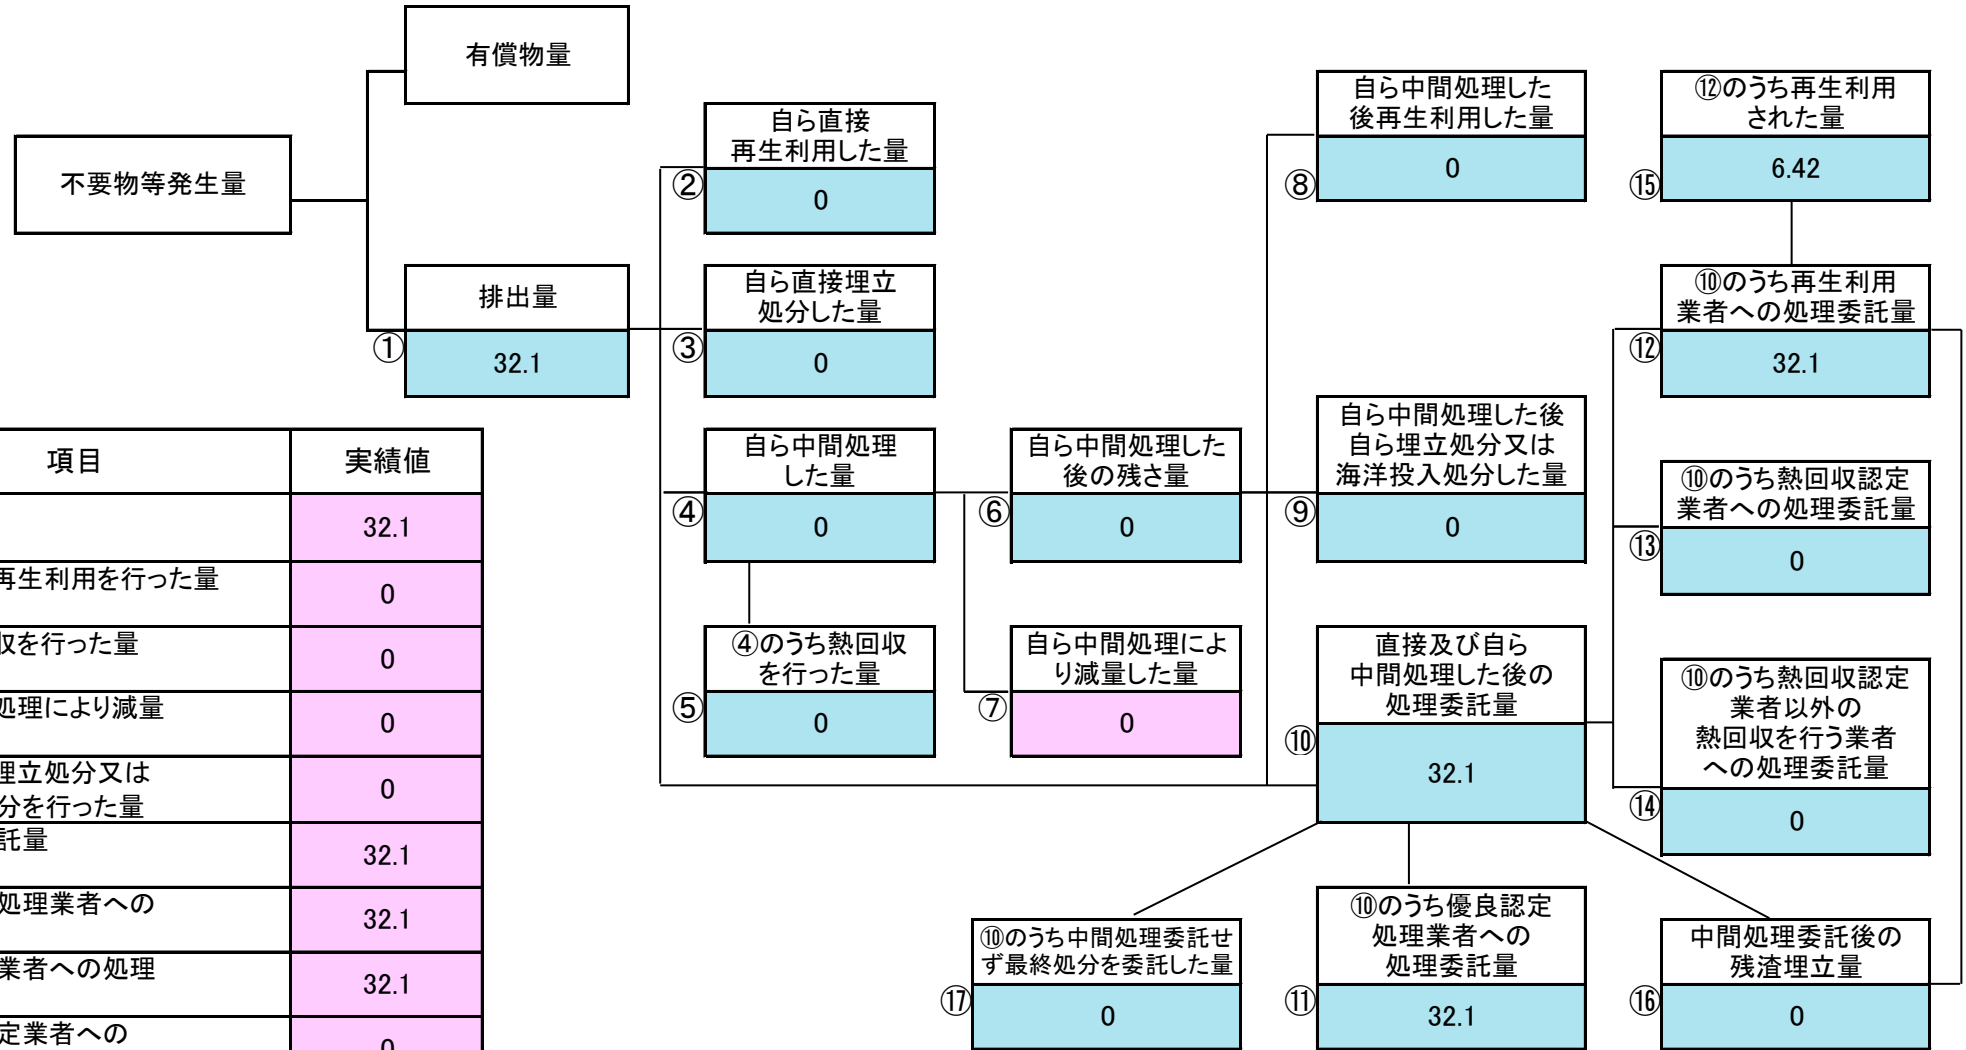 有償物量
不要物等発生量
排出量
①
32.1
自ら直接
再生利用した量
②
0
自ら直接埋立
処分した量
③
0
自ら中間処理
した量
④
0
④のうち熱回収
を行った量
⑤
0
自ら中間処理した
後の残さ量
⑥
0
自ら中間処理によ
り減量した量
⑦
0
自ら中間処理した
後再生利用した量
⑧
0
自ら中間処理した後
自ら埋立処分又は
海洋投入処分した量
⑨
0
直接及び自ら
中間処理した後の
処理委託量
⑩
32.1
⑫のうち再生利用
された量
⑮
6.42
⑩のうち再生利用
業者への処理委託量
⑫
32.1
⑩のうち熱回収認定
業者への処理委託量
⑬
0
⑩のうち熱回収認定
業者以外の
熱回収を行う業者
への処理委託量
⑭
0
⑩のうち中間処理委託せ
ず最終処分を委託した量
⑰
0
⑩のうち優良認定
処理業者への
処理委託量
⑪
32.1
中間処理委託後の
残渣埋立量
⑯
0
項目 実績値
32.1
再生利用を行った量 0
収を行った量 0
処理により減量 0
埋立処分又は
分を行った量 0
託量 32.1
処理業者への 32.1
業者への処理 32.1
定業者への 0